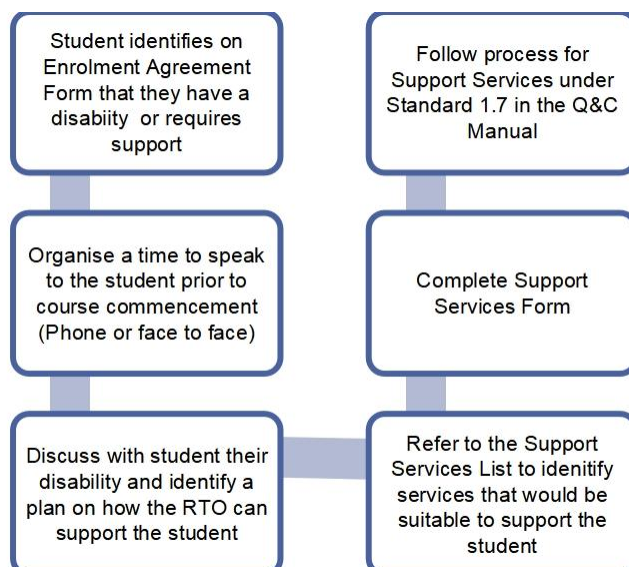 Student identifies on
Enrolment Agreement
Form that they have a
disabiity or requires
support
Organise a time to speak
to the student prior to
course commencement
(Phone or face to face)
Discuss with student their
disability and identify a
plan on how the RTO can
support the student
Refer to the Support
Services List to idenitify
services that would be
suitable to support the
student
Complete Support
Services Form
Follow process for
Support Services under
Standard 1.7 in the Q&C
Manual